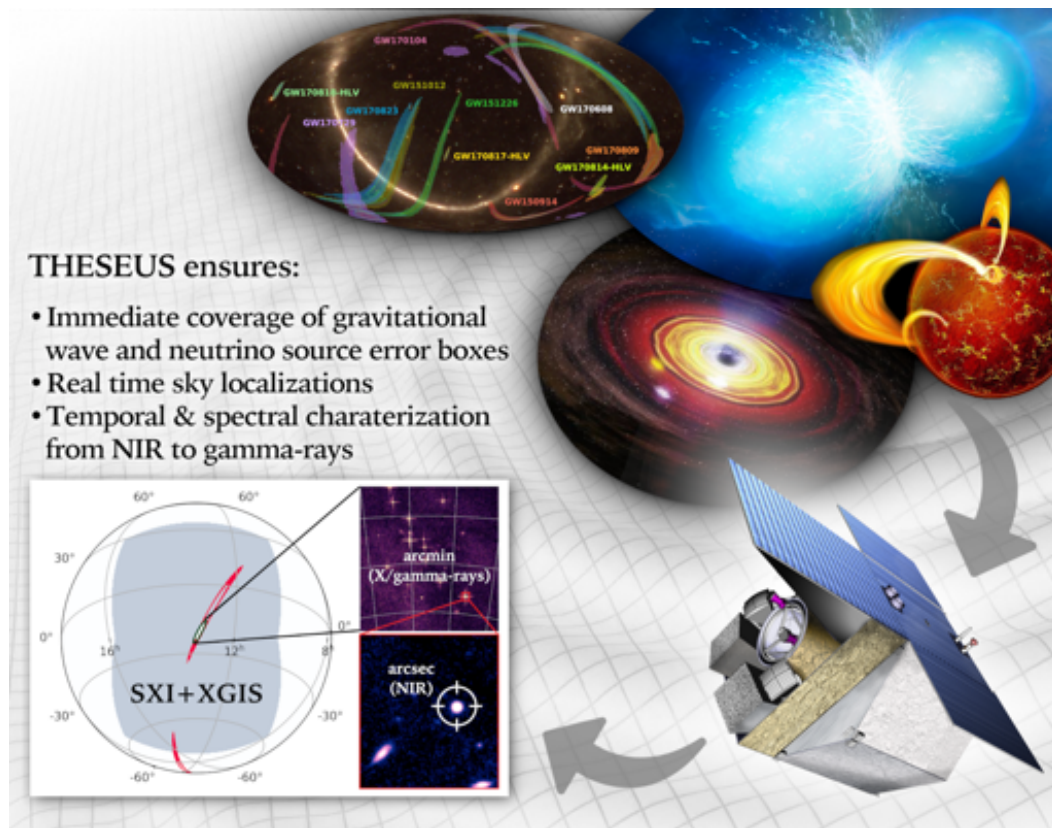 GW170104
GW151012
GW170818-HLV
GW170823
GW151226
GW170608
GW170729
GW170817-HLV
GW170809
GW170814-HLV
GW150914
THESEUS ensures:
• Immediate coverage of gravitational
wave and neutrino source error boxes
• Real time sky localizations
• Temporal & spectral charaterization
from NIR to gamma-rays
60° 60°
30°
arcmin
(X/gamma-rays)
0° 16h 12h 8h 0°
SXI+XGIS
arcsec
(NIR)
-30° -30°
-60° -60°